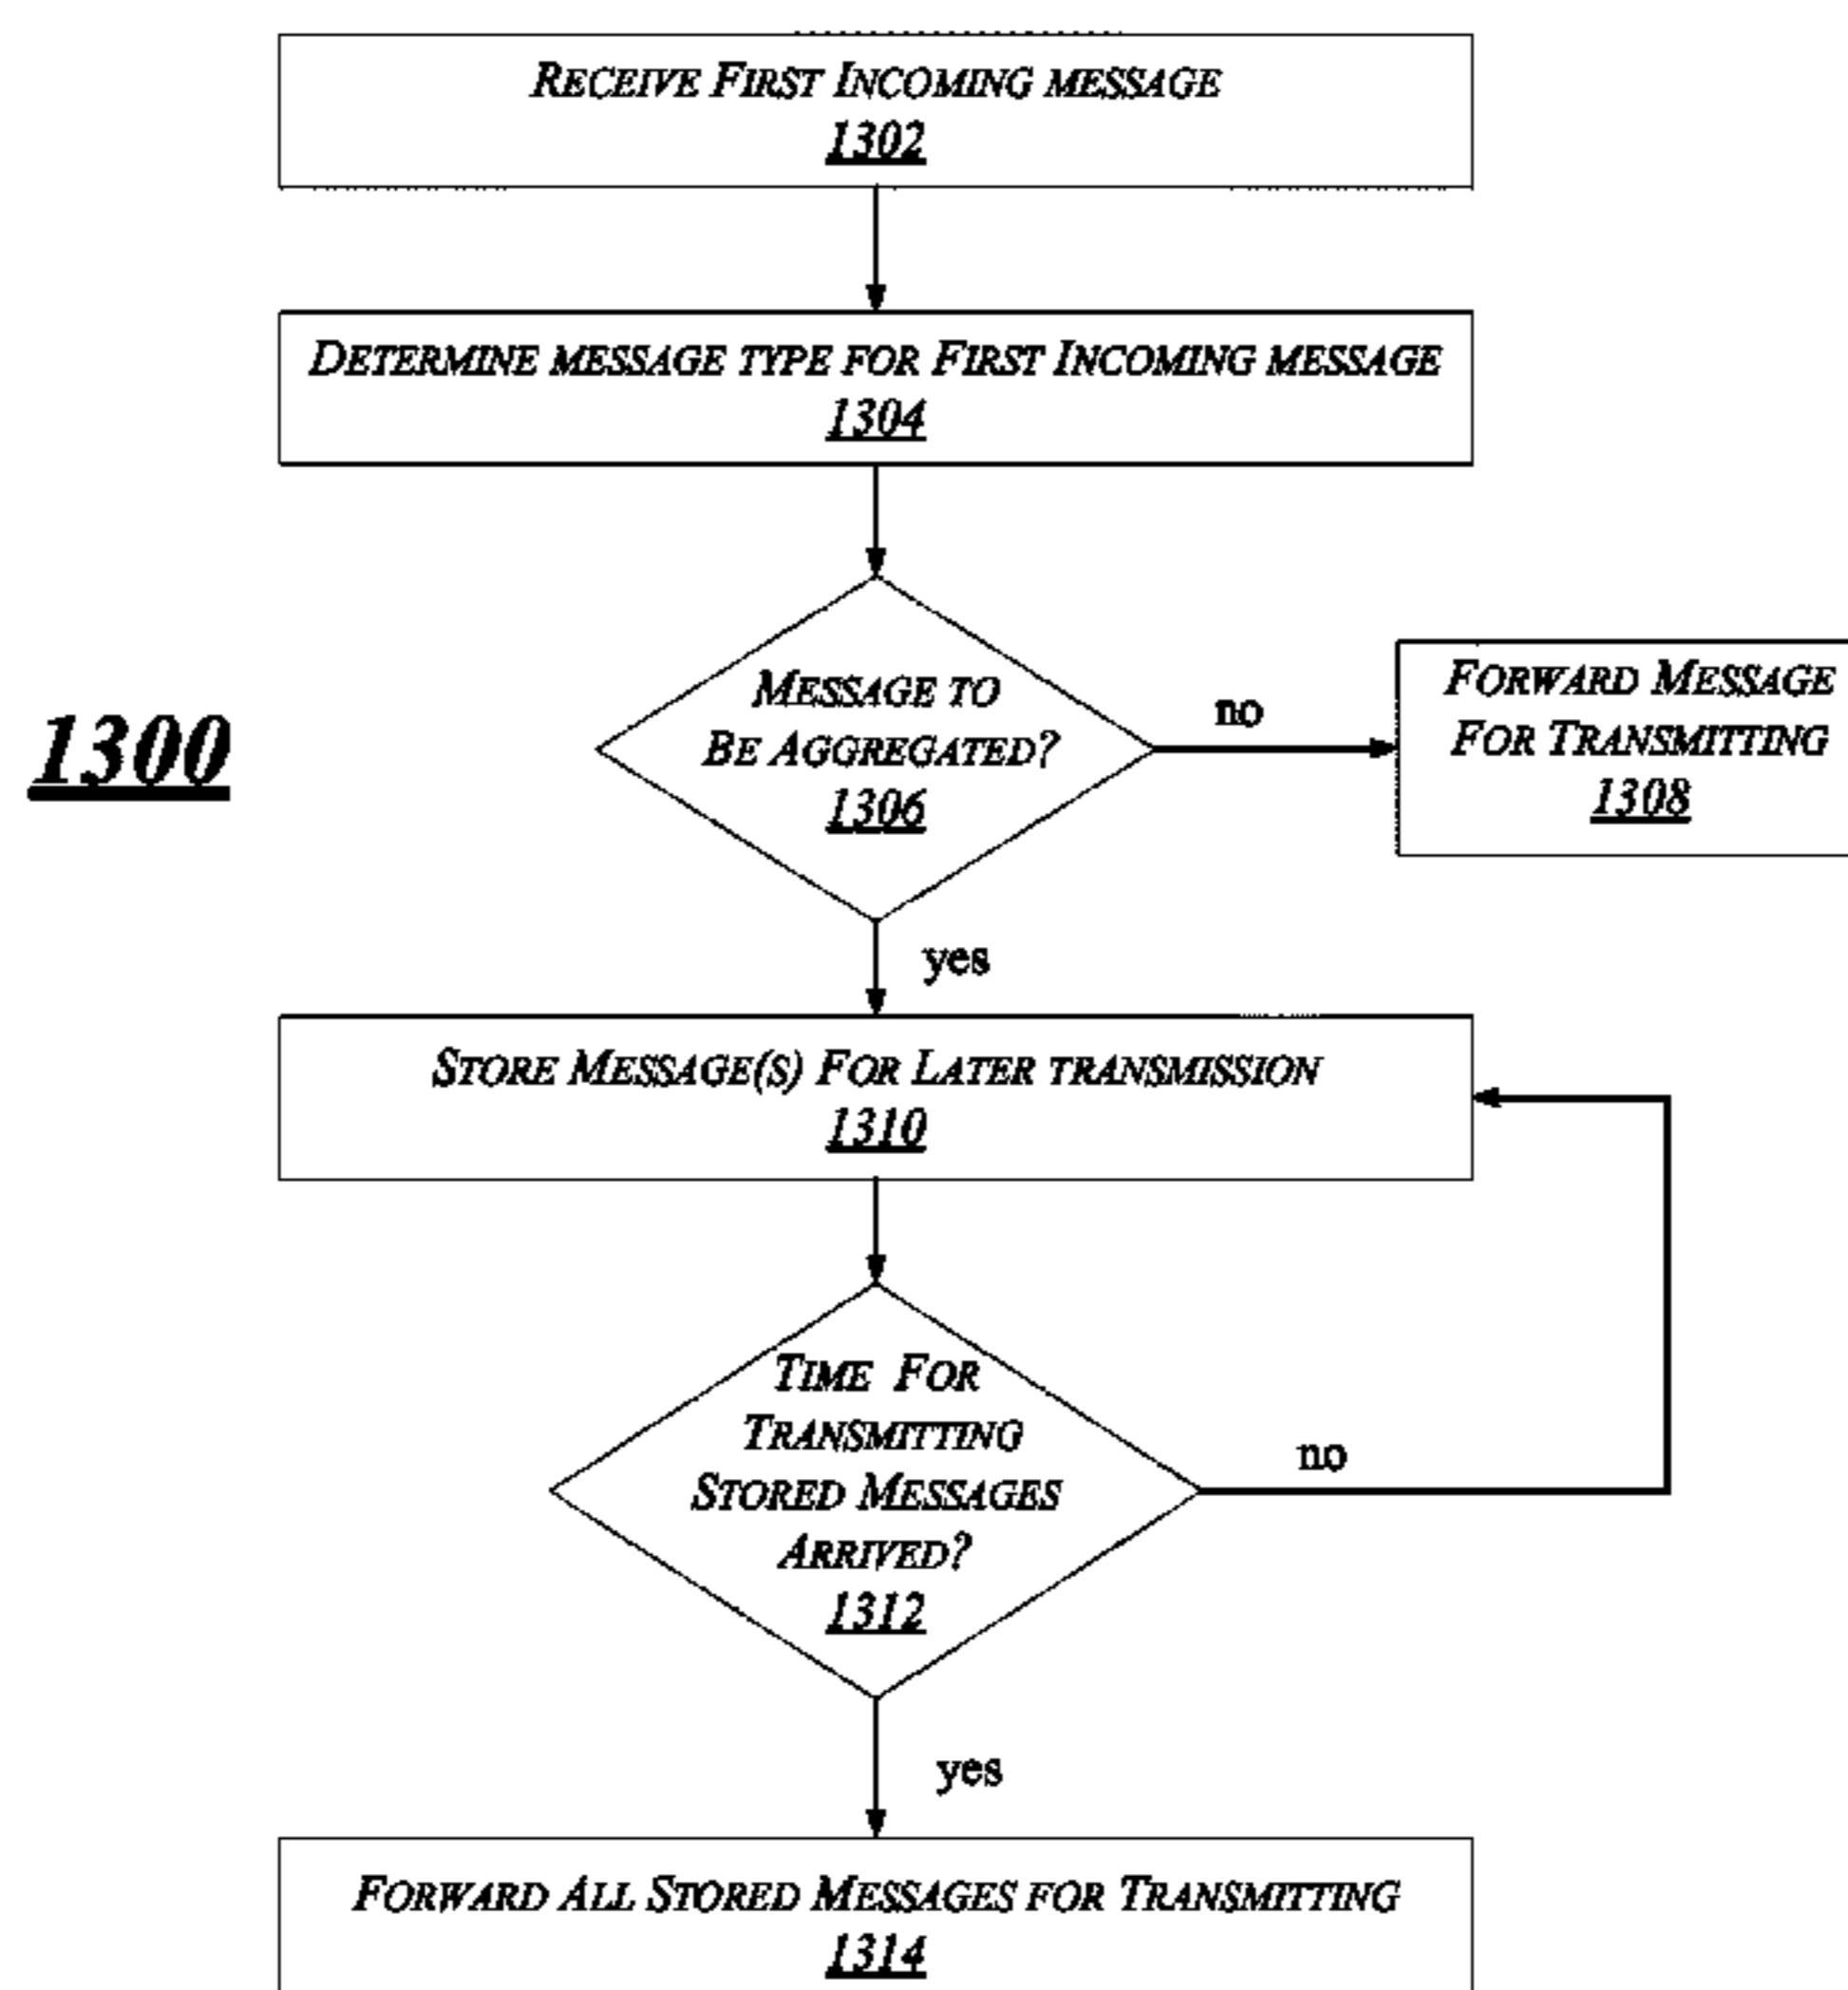 RECEIVE FIRST INCOMING MESSAGE
1302
DETERMINE MESSAGE TYPE FOR FIRST INCOMING MESSAGE
1304
MESSAGE TO
BE AGGREGATED?
1306
no
FORWARD MESSAGE
FOR TRANSMITTING
1308
1300
yes
STORE MESSAGE(S) FOR LATER TRANSMISSION
1310
TIME FOR
TRANSMITTING
STORED MESSAGES
ARRIVED?
1312
no
yes
FORWARD ALL STORED MESSAGES FOR TRANSMITTING
1314